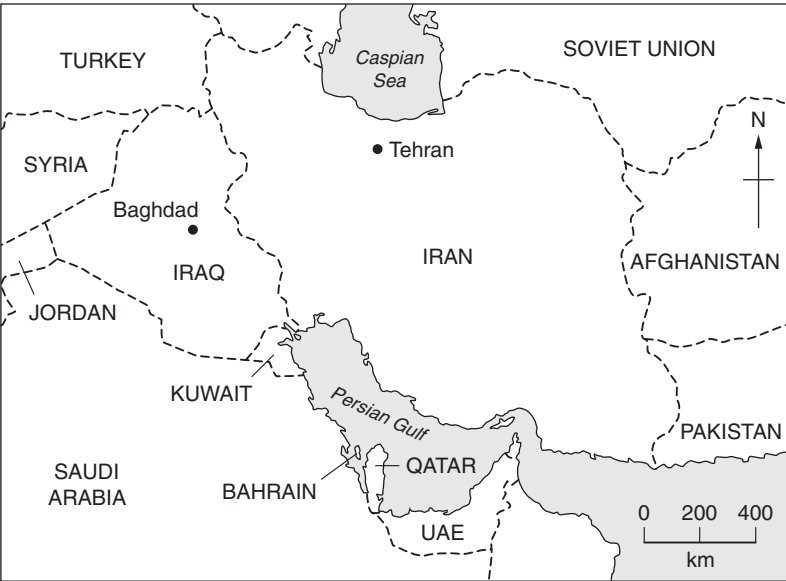 TURKEY
Caspian
Sea
SOVIET UNION
N
Tehran
SYRIA
Baghdad
IRAN
AFGHANISTAN
IRAQ
JORDAN
KUWAIT
Persian Gulf
PAKISTAN
SAUDI
ARABIA
BAHRAIN
QATAR
UAE
0 200 400
km